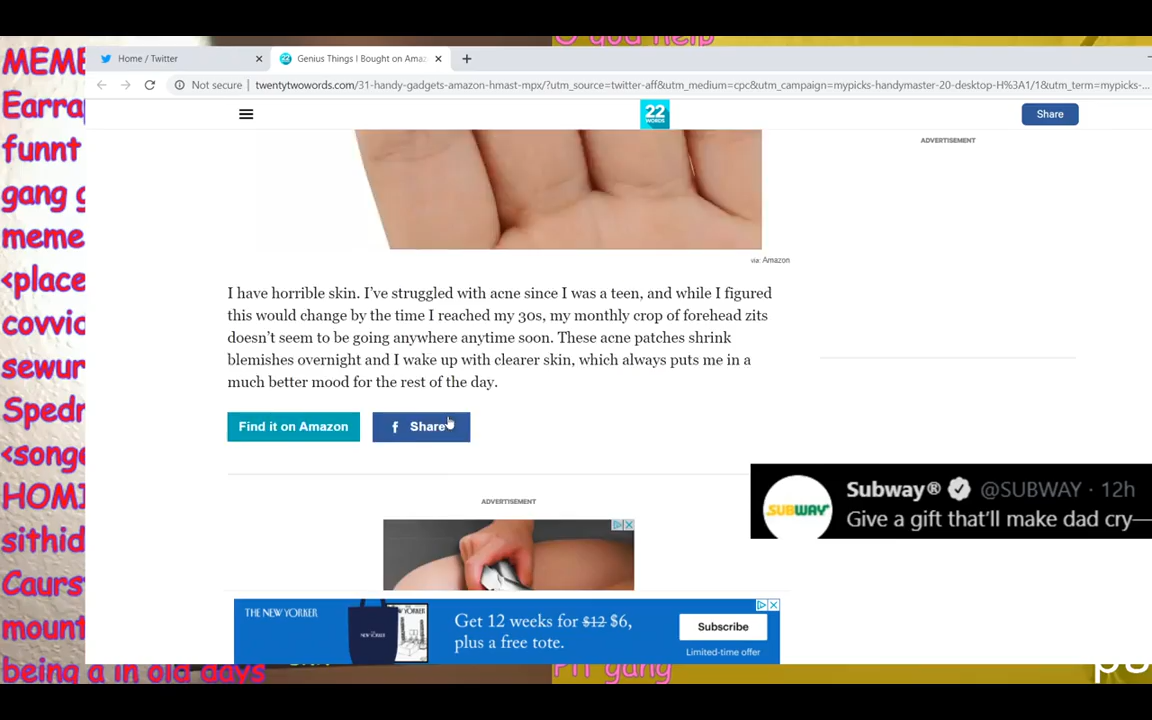 MEME
Earra
funnt
gang g
meme
<place
covvic
sewur
Spedr
<songe
HOMI
sithid
Caurs
mount
being a in old days
O you help
PIT gang
Home / Twitter
22 Genius Things I Bought on Amaz
Not secure | twentytwowords.com/31-handy-gadgets-amazon-hmast-mpx/?utm_source=twitter-aff&utm_medium=cpc&utm_campaign=mypicks-handymaster-20-desktop-H%3A1/1&utm_term=mypicks-...
22
WORDS
Share
ADVERTISEMENT
via: Amazon
I have horrible skin. I've struggled with acne since I was a teen, and while I figured
this would change by the time I reached my 30s, my monthly crop of forehead zits
doesn't seem to be going anywhere anytime soon. These acne patches shrink
blemishes overnight and I wake up with clearer skin, which always puts me in a
much better mood for the rest of the day.
Find it on Amazon
f Share
ADVERTISEMENT
SUBWAY
Subway® @SUBWAY · 12h
Give a gift that'll make dad cry—
THE NEW YORKER
Get 12 weeks for $12 $6,
plus a free tote.
Subscribe
Limited-time offer